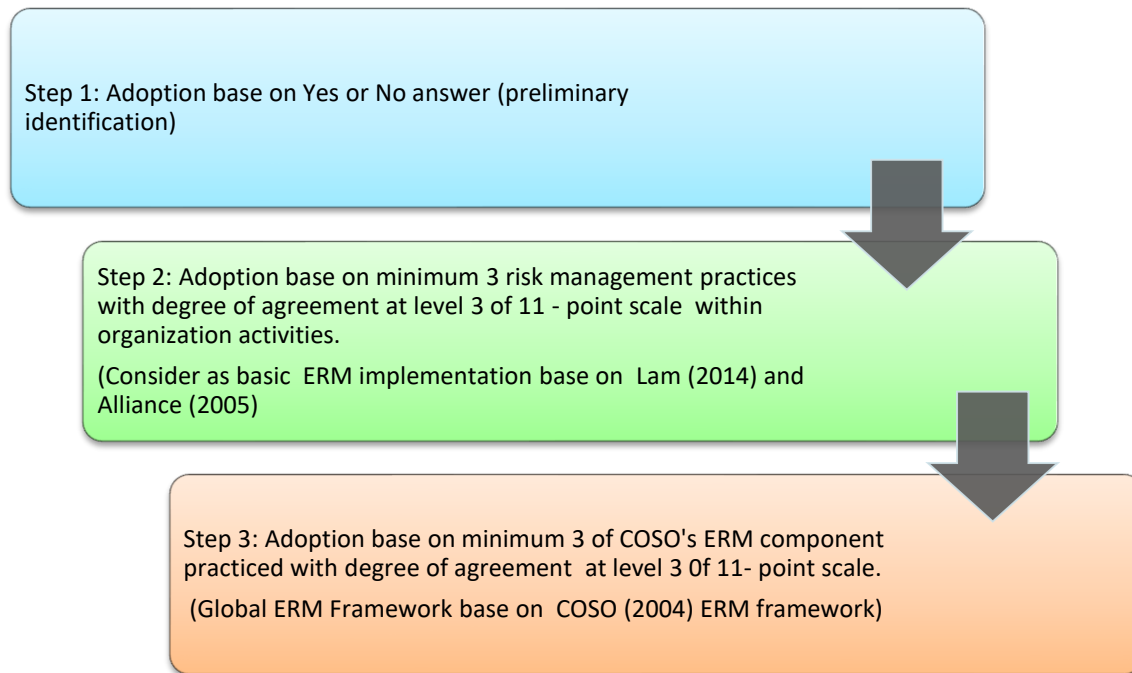 Step 1: Adoption base on Yes or No answer (preliminary
identification)
Step 2: Adoption base on minimum 3 risk management practices
with degree of agreement at level 3 of 11 - point scale within
organization activities.
(Consider as basic ERM implementation base on Lam (2014) and
Alliance (2005)
Step 3: Adoption base on minimum 3 of COSO's ERM component
practiced with degree of agreement at level 3 0f 11- point scale.
(Global ERM Framework base on COSO (2004) ERM framework)